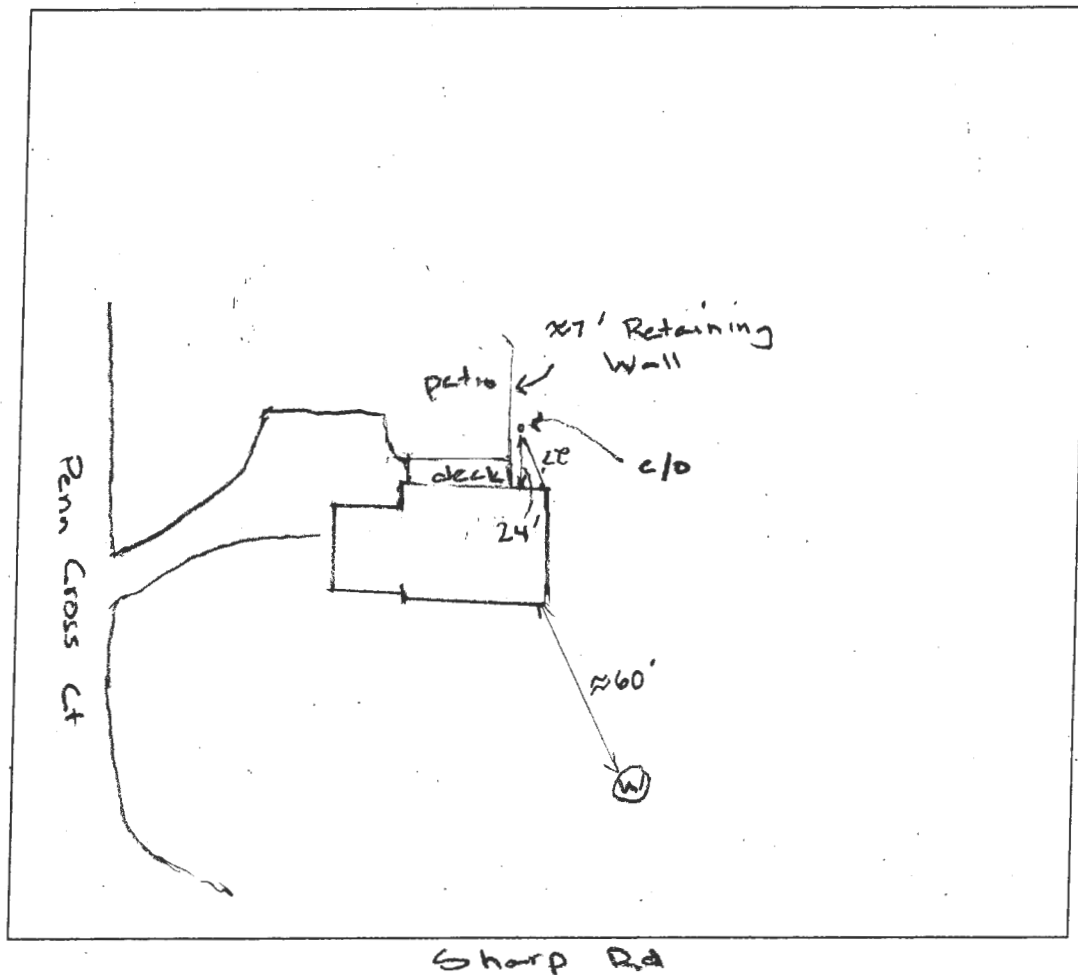 ≈7' Retaining
Wall
patio
c/o
deck
24'
Penn Cross Ct
≈60'
W
Sharp Rd